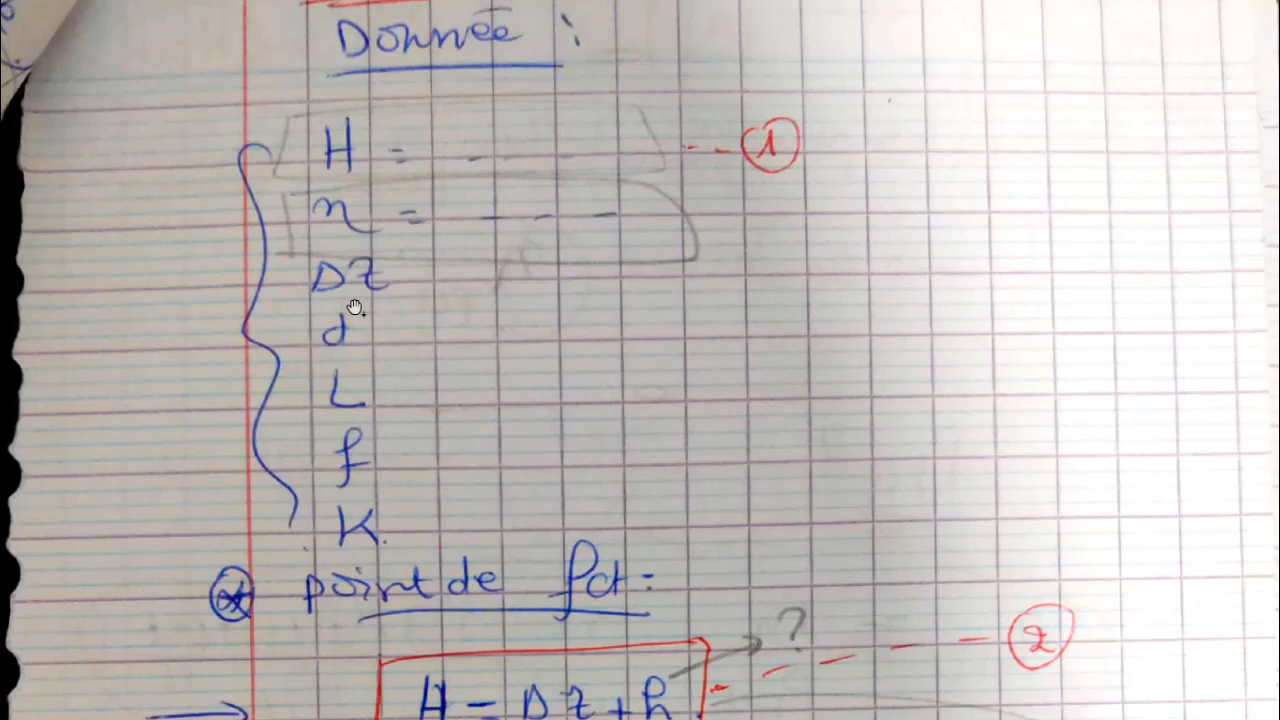 Donnée :
H = - - - - - ①
η = - - -
ΔZ
d
L
f
K
⊛ point de fct :
?
- - - - - ②
→ H = ΔZ + h